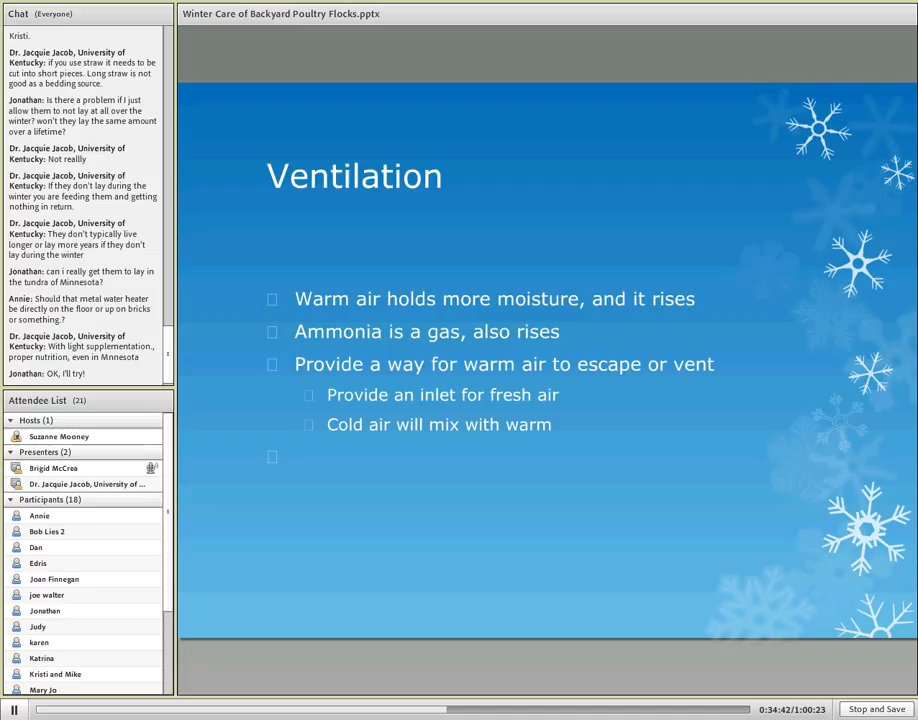 Chat (Everyone)
Kristi.
Dr. Jacquie Jacob, University of
Kentucky: if you use straw it needs to be
cut into short pieces. Long straw is not
good as a bedding source.
Jonathan: Is there a problem if I just
allow them to not lay at all over the
winter? won't they lay the same amount
over a lifetime?
Dr. Jacquie Jacob, University of
Kentucky: Not reallly
Dr. Jacquie Jacob, University of
Kentucky: If they don't lay during the
winter you are feeding them and getting
nothing in return.
Dr. Jacquie Jacob, University of
Kentucky: They don't typically live
longer or lay more years if they don't
lay during the winter
Jonathan: can i really get them to lay in
the tundra of Minnesota?
Annie: Should that metal water heater
be directly on the floor or up on bricks
or something.?
Dr. Jacquie Jacob, University of
Kentucky: With light supplementation.,
proper nutrition, even in Mnnesota
Jonathan: OK, I'll try!
Attendee List (21)
Hosts (1)
Suzanne Mooney
Presenters (2)
Brigid McCrea
Dr. Jacquie Jacob, University of ...
Participants (18)
Annie
Bob Lies 2
Dan
Edris
Joan Finnegan
joe walter
Jonathan
Judy
karen
Katrina
Kristi and Mike
Mary Jo
Winter Care of Backyard Poultry Flocks.pptx
Ventilation
Warm air holds more moisture, and it rises
Ammonia is a gas, also rises
Provide a way for warm air to escape or vent
Provide an inlet for fresh air
Cold air will mix with warm
0:34:42/1:00:23
Stop and Save